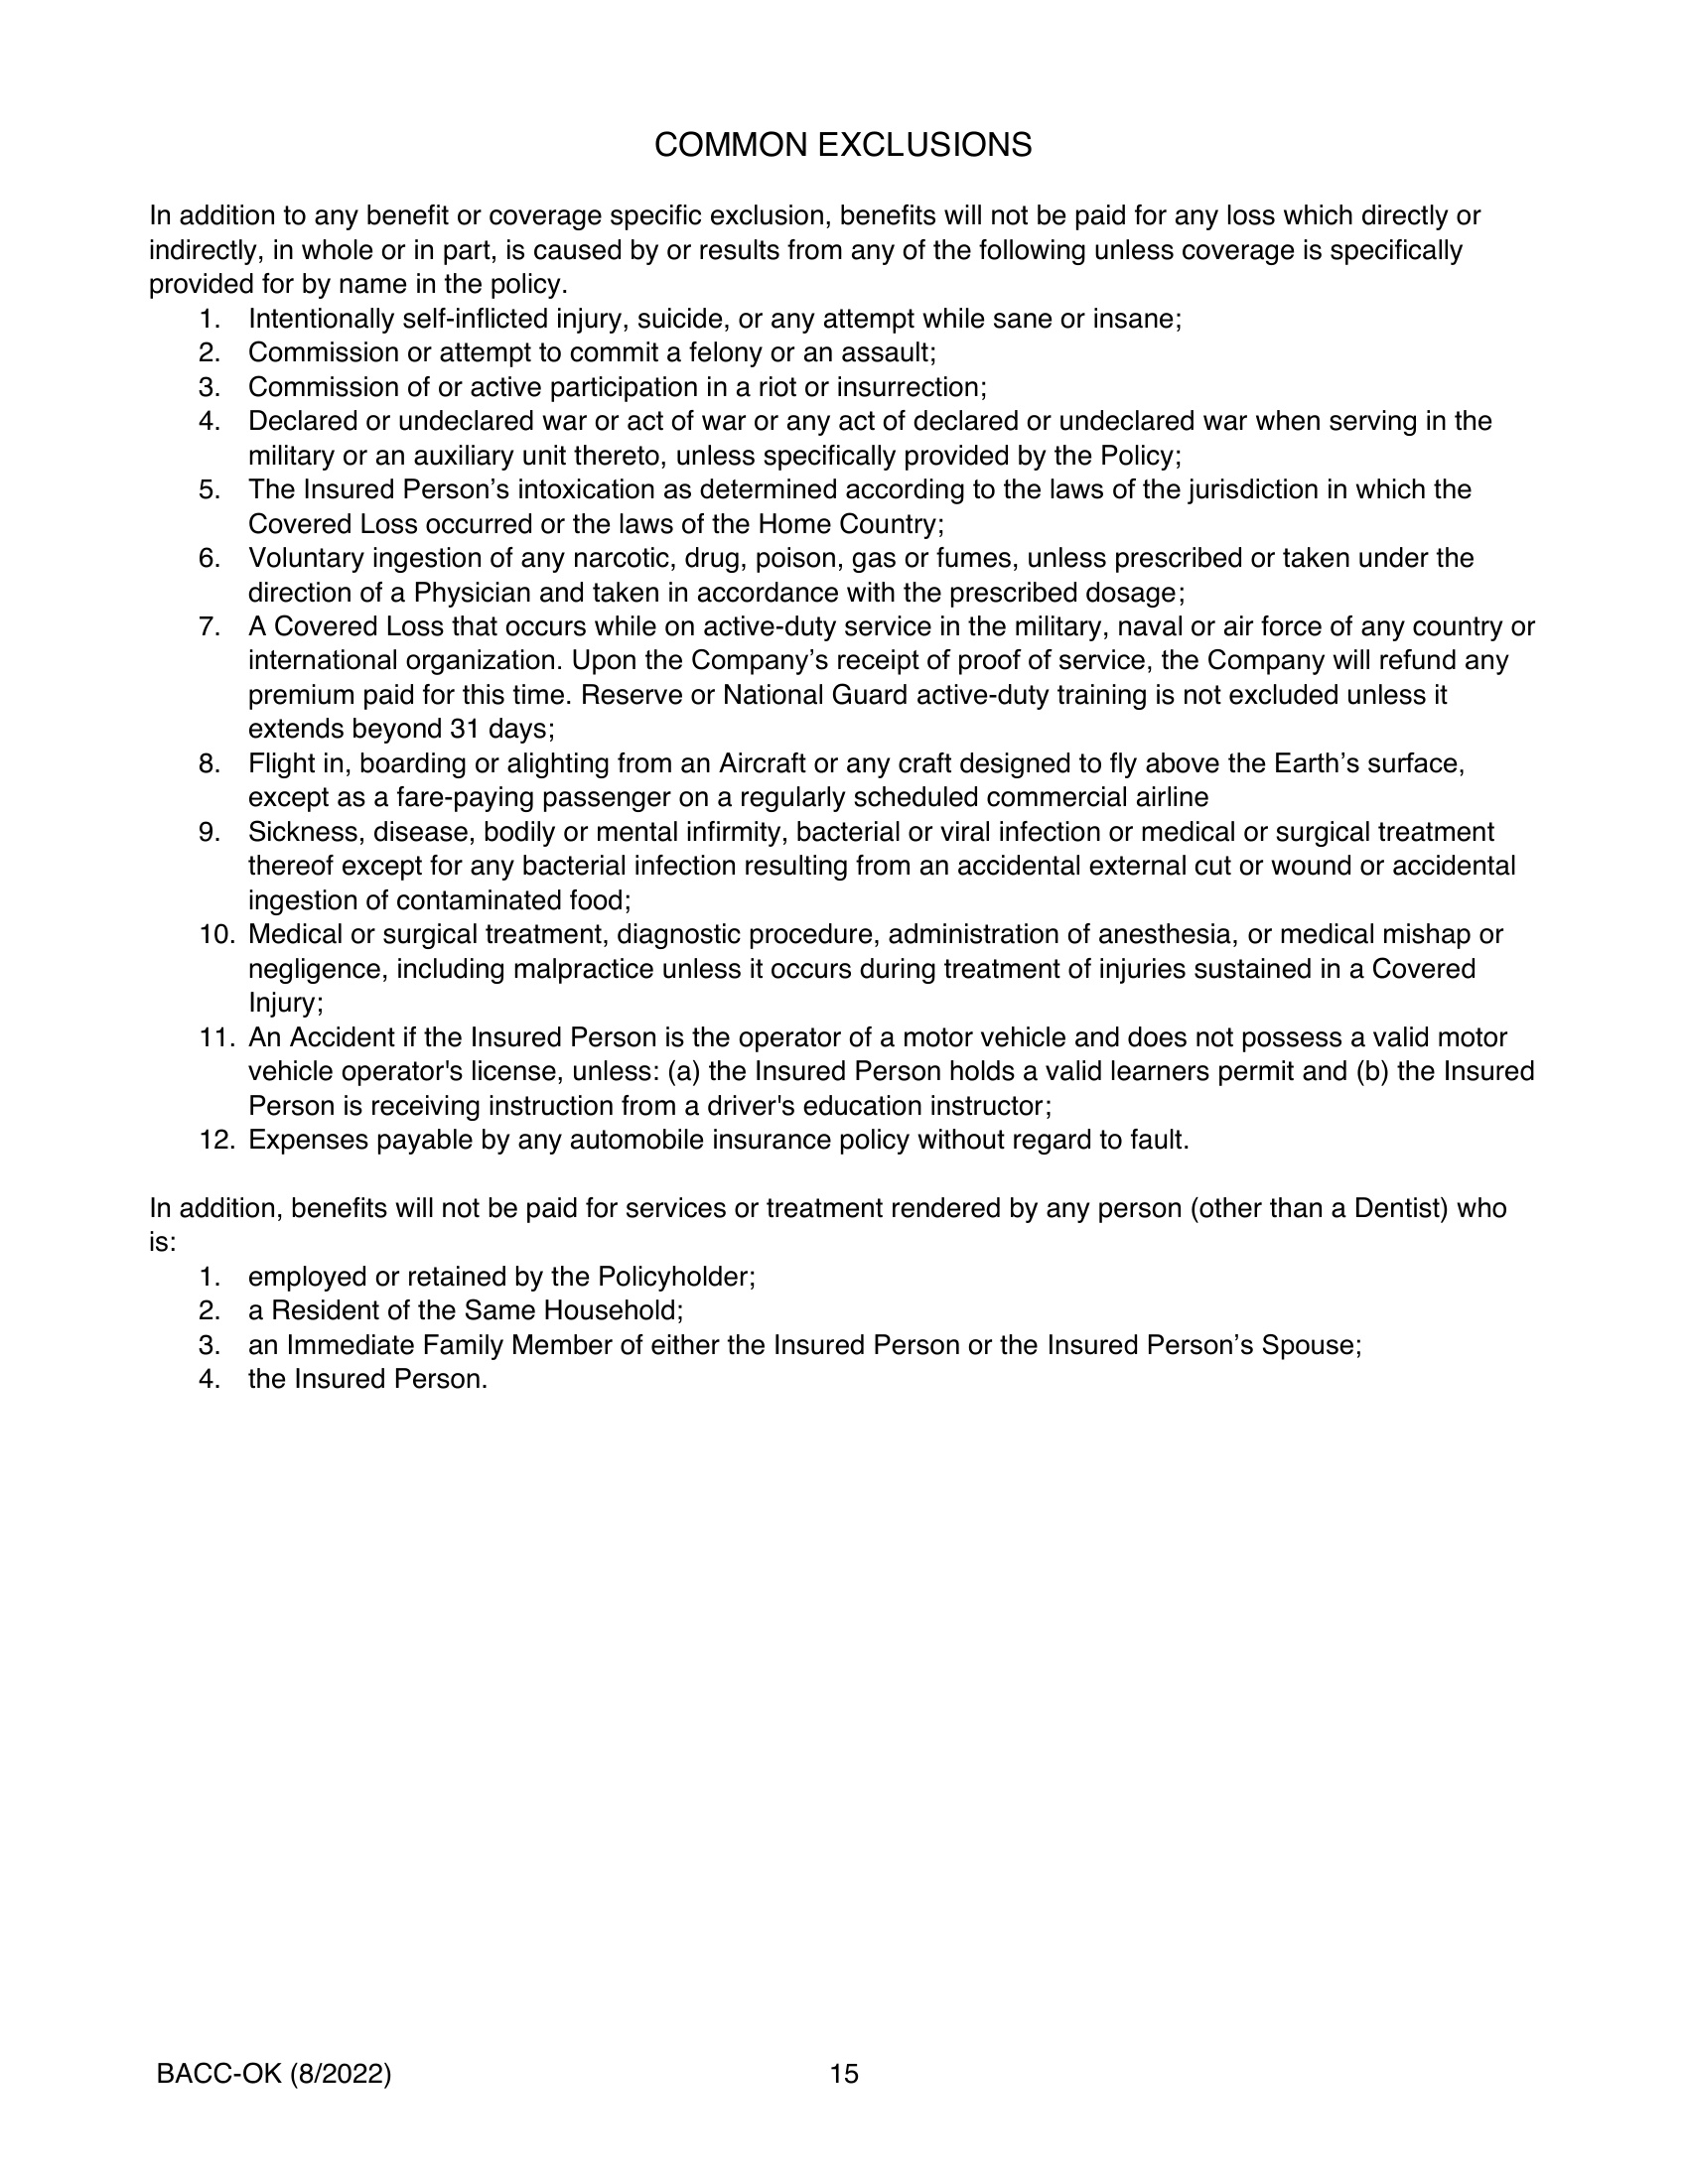 COMMON EXCLUSIONS
In addition to any benefit or coverage specific exclusion, benefits will not be paid for any loss which directly or
indirectly, in whole or in part, is caused by or results from any of the following unless coverage is specifically
provided for by name in the policy.
1. Intentionally self-inflicted injury, suicide, or any attempt while sane or insane;
2. Commission or attempt to commit a felony or an assault;
3. Commission of or active participation in a riot or insurrection;
4. Declared or undeclared war or act of war or any act of declared or undeclared war when serving in the
military or an auxiliary unit thereto, unless specifically provided by the Policy;
5. The Insured Person’s intoxication as determined according to the laws of the jurisdiction in which the
Covered Loss occurred or the laws of the Home Country;
6. Voluntary ingestion of any narcotic, drug, poison, gas or fumes, unless prescribed or taken under the
direction of a Physician and taken in accordance with the prescribed dosage;
7. A Covered Loss that occurs while on active-duty service in the military, naval or air force of any country or
international organization. Upon the Company’s receipt of proof of service, the Company will refund any
premium paid for this time. Reserve or National Guard active-duty training is not excluded unless it
extends beyond 31 days;
8. Flight in, boarding or alighting from an Aircraft or any craft designed to fly above the Earth’s surface,
except as a fare-paying passenger on a regularly scheduled commercial airline
9. Sickness, disease, bodily or mental infirmity, bacterial or viral infection or medical or surgical treatment
thereof except for any bacterial infection resulting from an accidental external cut or wound or accidental
ingestion of contaminated food;
10. Medical or surgical treatment, diagnostic procedure, administration of anesthesia, or medical mishap or
negligence, including malpractice unless it occurs during treatment of injuries sustained in a Covered
Injury;
11. An Accident if the Insured Person is the operator of a motor vehicle and does not possess a valid motor
vehicle operator's license, unless: (a) the Insured Person holds a valid learners permit and (b) the Insured
Person is receiving instruction from a driver's education instructor;
12. Expenses payable by any automobile insurance policy without regard to fault.
In addition, benefits will not be paid for services or treatment rendered by any person (other than a Dentist) who
is:
1. employed or retained by the Policyholder;
2. a Resident of the Same Household;
3. an Immediate Family Member of either the Insured Person or the Insured Person’s Spouse;
4. the Insured Person.
BACC-OK (8/2022) 15